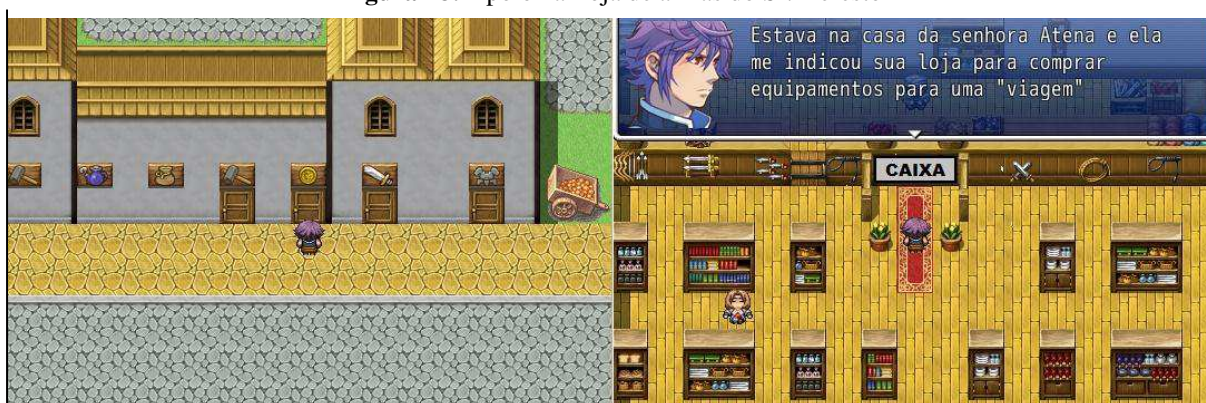 Estava na casa da senhora Atena e ela
me indicou sua loja para comprar
equipamentos para uma "viagem"
CAIXA